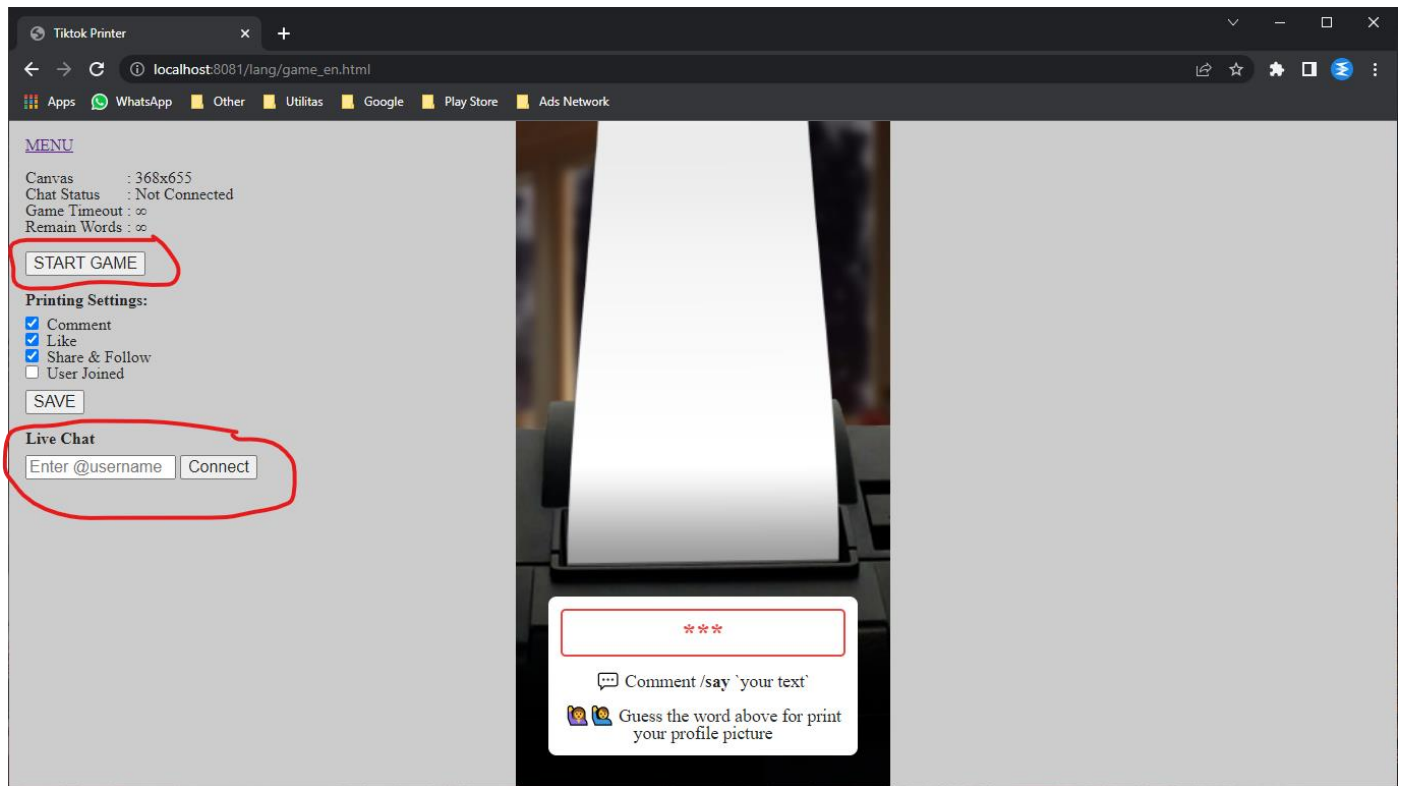 Tiktok Printer
localhost:8081/lang/game_en.html
Apps WhatsApp Other Utilitas Google Play Store Ads Network
MENU
Canvas : 368x655
Chat Status : Not Connected
Game Timeout : ∞
Remain Words : ∞
START GAME
Printing Settings:
Comment
Like
Share & Follow
User Joined
SAVE
Live Chat
Enter @username Connect
***
Comment /say `your text`
Guess the word above for print
your profile picture